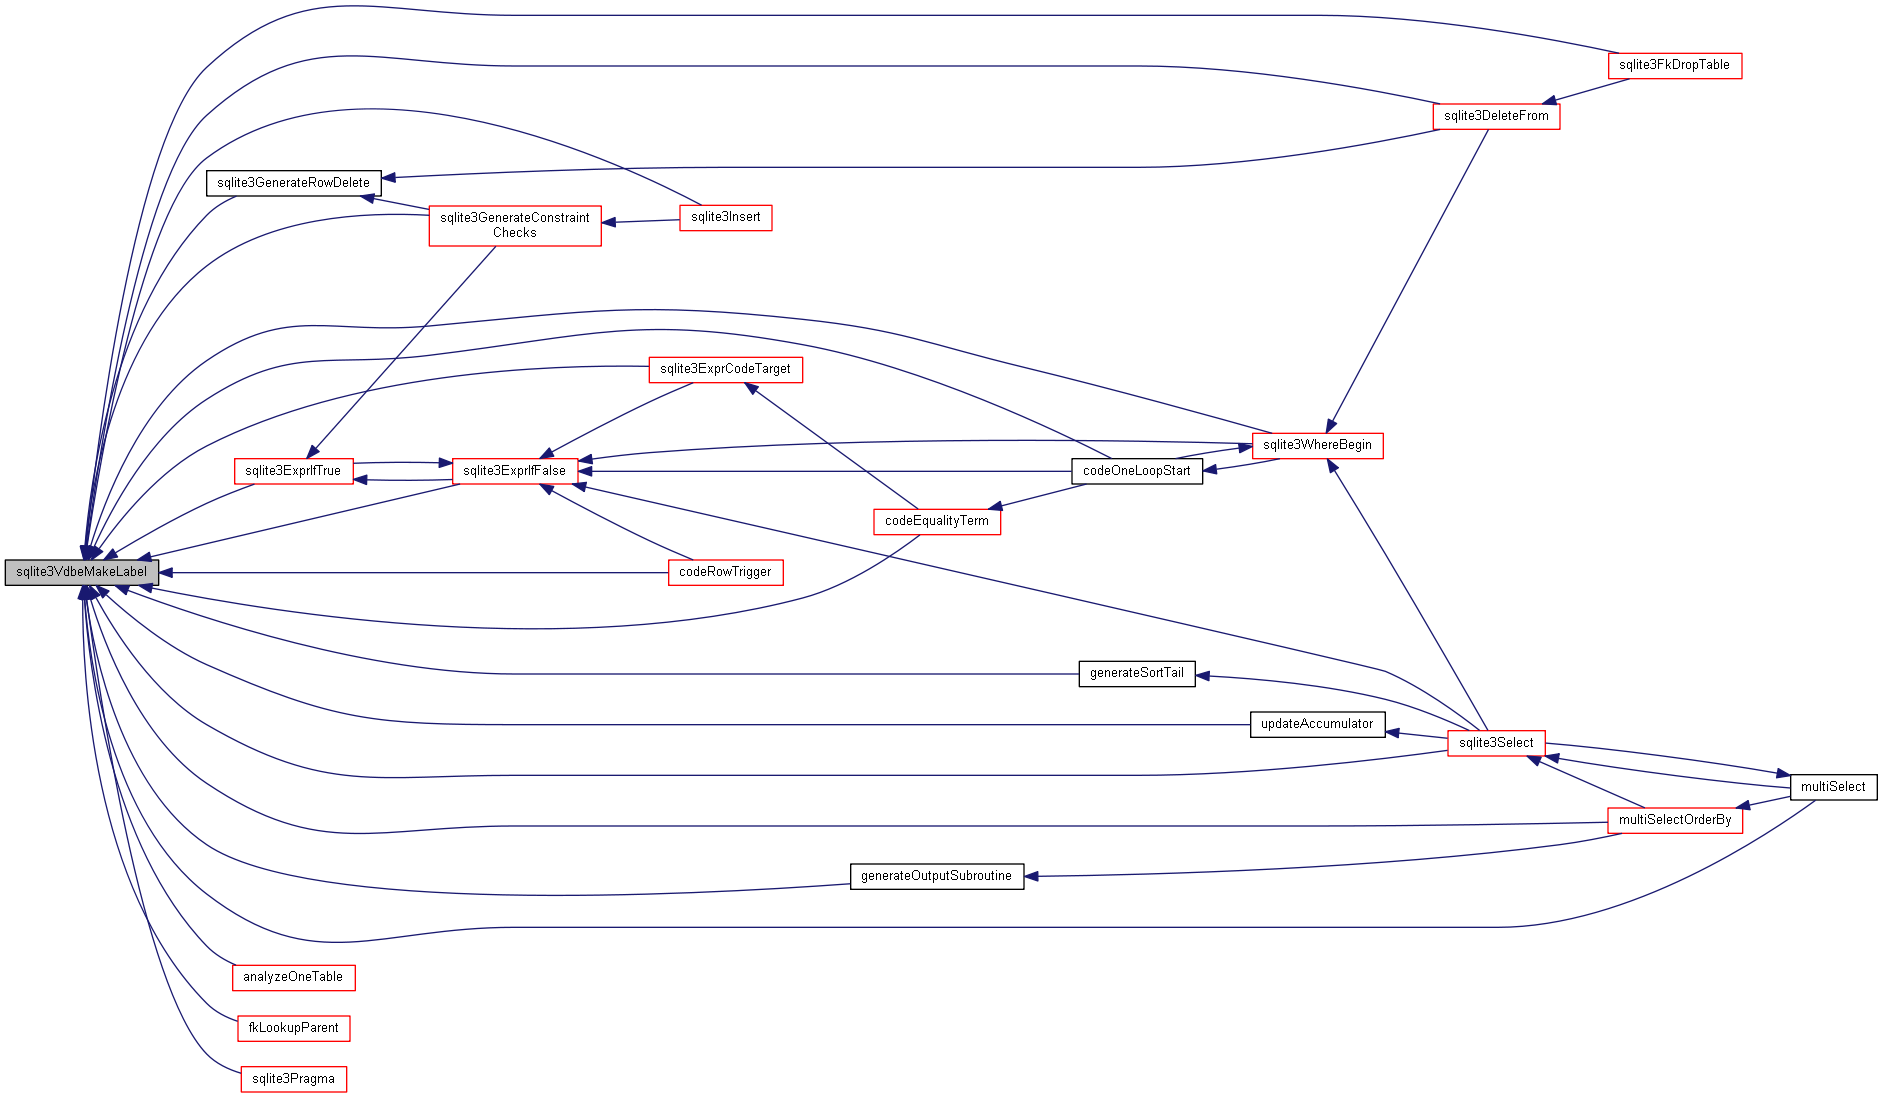 sqlite3FkDropTable
sqlite3DeleteFrom
sqlite3GenerateRowDelete
sqlite3GenerateConstraint
Checks
sqlite3Insert
sqlite3ExprCodeTarget
sqlite3WhereBegin
sqlite3ExprIfTrue
sqlite3ExprIfFalse
codeOneLoopStart
codeEqualityTerm
sqlite3VdbeMakeLabel
codeRowTrigger
generateSortTail
updateAccumulator
sqlite3Select
multiSelect
multiSelectOrderBy
generateOutputSubroutine
analyzeOneTable
fkLookupParent
sqlite3Pragma